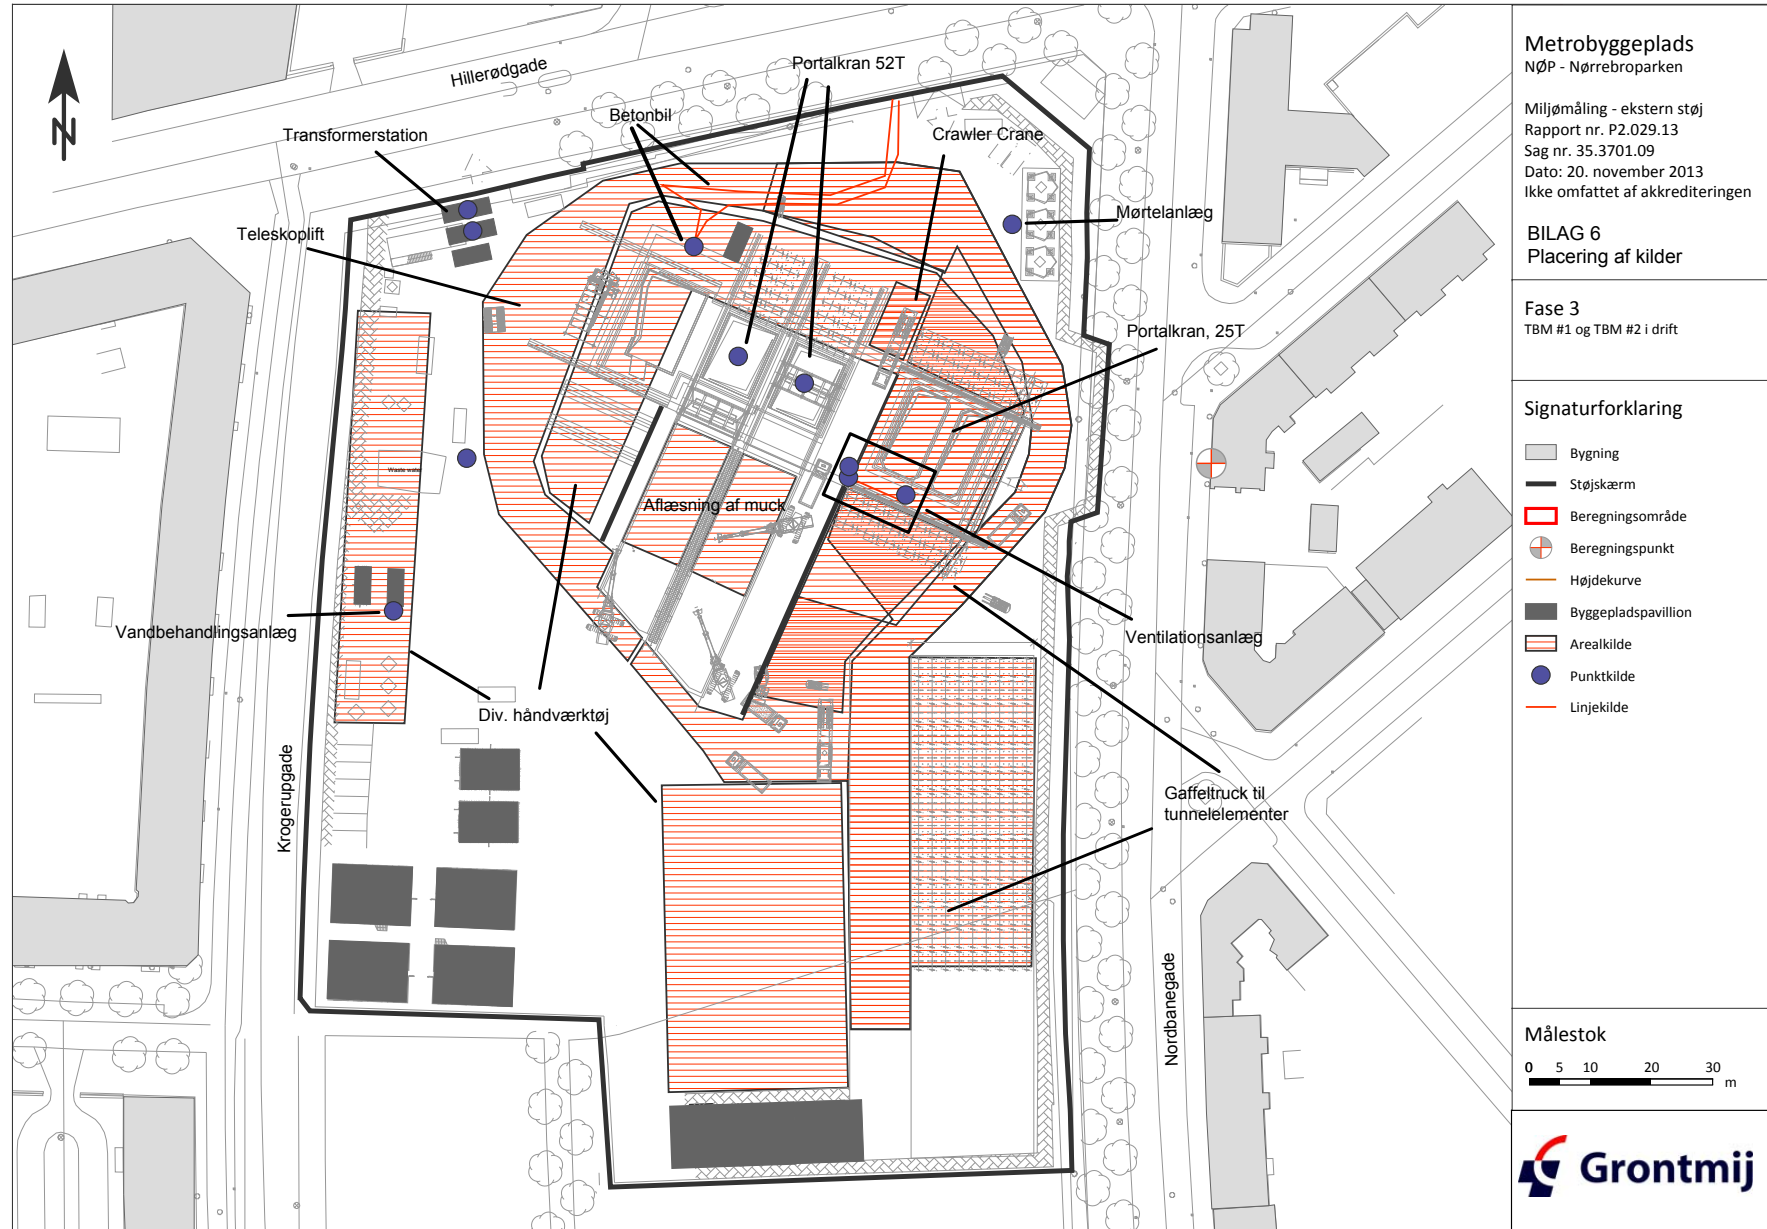 Metrobyggeplads
NØP - Nørrebroparken
Miljømåling - ekstern støj
Rapport nr. P2.029.13
Sag nr. 35.3701.09
Dato: 20. november 2013
Ikke omfattet af akkrediteringen
BILAG 6
Placering af kilder
Fase 3
TBM #1 og TBM #2 i drift
Signaturforklaring
Bygning
Støjskærm
Beregningsområde
Beregningspunkt
Højdekurve
Byggepladspavillion
Arealkilde
Punktkilde
Linjekilde
Målestok
0 5 10 20 30
m
Grontmij
N
Hillerødgade
Portalkran 52T
Betonbil
Transformerstation
Crawler Crane
Mørtelanlæg
Teleskoplift
Portalkran, 25T
Waste water
Aflæsning af muck
Vandbehandlingsanlæg
Ventilationsanlæg
Div. håndværktøj
Gaffeltruck til
tunnelelementer
Krogerupgade
Nordbanegade